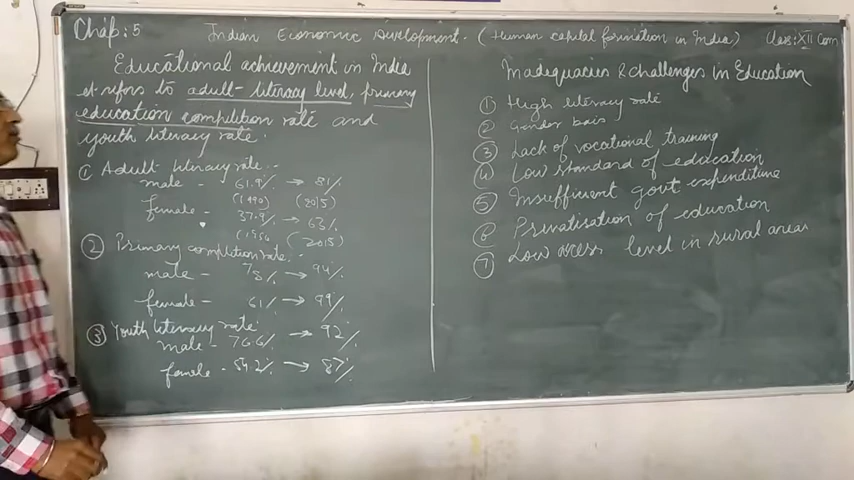 Chap: 5
Indian Economic Development. (Human capital formation in India)
Class: XII Com
Educational achievement in India
It refers to adult-literacy level, primary
education completion rate and
youth literacy rate.
① Adult literacy rate:-
male - 61.9% → 81%
(1990) (2015)
female - 37.9% → 63%
(2015)
② Primary completion rate:-
male - 78% → 94%
female - 61% → 99%
③ Youth literacy rate:
male - 76.6% → 92%
female - 54.2% → 87%
Inadequacies & challenges in Education
① High literacy rate
② Gender bais
③ Lack of vocational training
④ Low standard of education
⑤ Insufficient govt expenditure
⑥ Privatisation of education
⑦ Low access level in rural areas